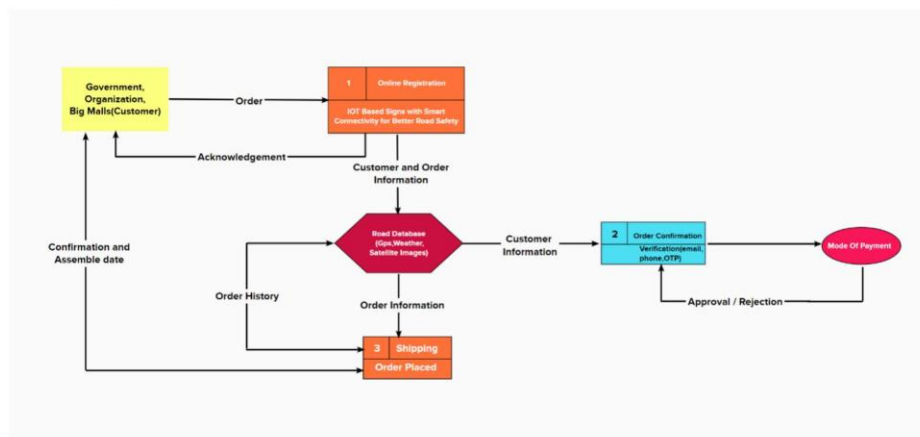 Government,
Organization,
Big Malls(Customer)
Order
1
Online Registration
IOT Based Signs with Smart
Connectivity for Better Road Safety
Acknowledgement
Customer and Order
Information
Road Database
(Gps,Weather,
Satellite Images)
Customer
Information
2
Order Confirmation
Verification(email,
phone,OTP)
Mode Of Payment
Confirmation and
Assemble date
Order History
Order Information
Approval / Rejection
3
Shipping
Order Placed